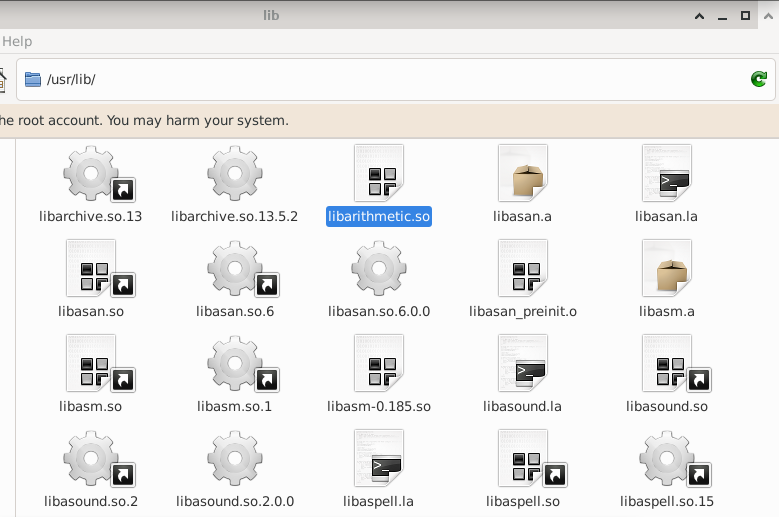 lib
Help
/usr/lib/
he root account. You may harm your system.
libarchive.so.13
libarchive.so.13.5.2
libarithmetic.so
libasan.a
libasan.la
libasan.so
libasan.so.6
libasan.so.6.0.0
libasan_preinit.o
libasm.a
libasm.so
libasm.so.1
libasm-0.185.so
libasound.la
libasound.so
libasound.so.2
libasound.so.2.0.0
libaspell.la
libaspell.so
libaspell.so.15